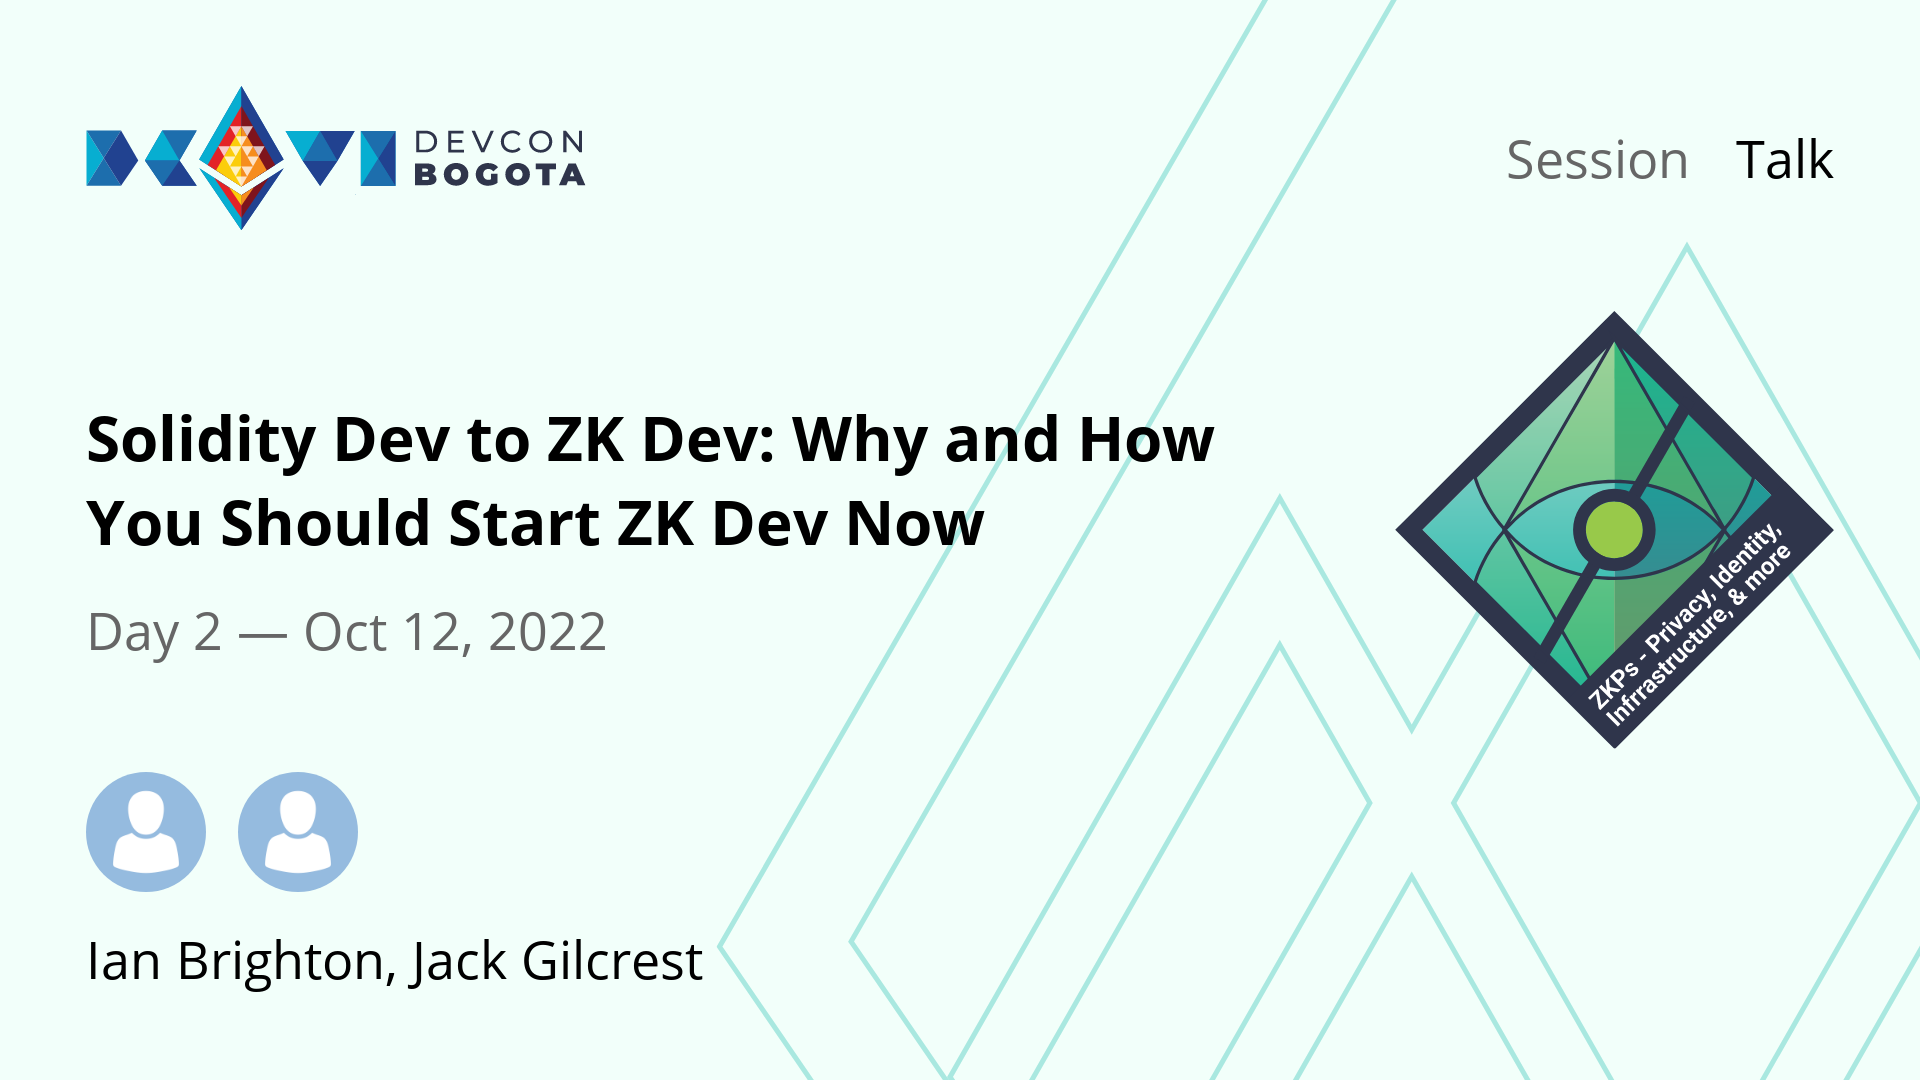 DEVCON
BOGOTA
Session Talk
Solidity Dev to ZK Dev: Why and How
You Should Start ZK Dev Now
Day 2 — Oct 12, 2022
ZKPs - Privacy, Identity,
Infrrastructure, & more
Ian Brighton, Jack Gilcrest